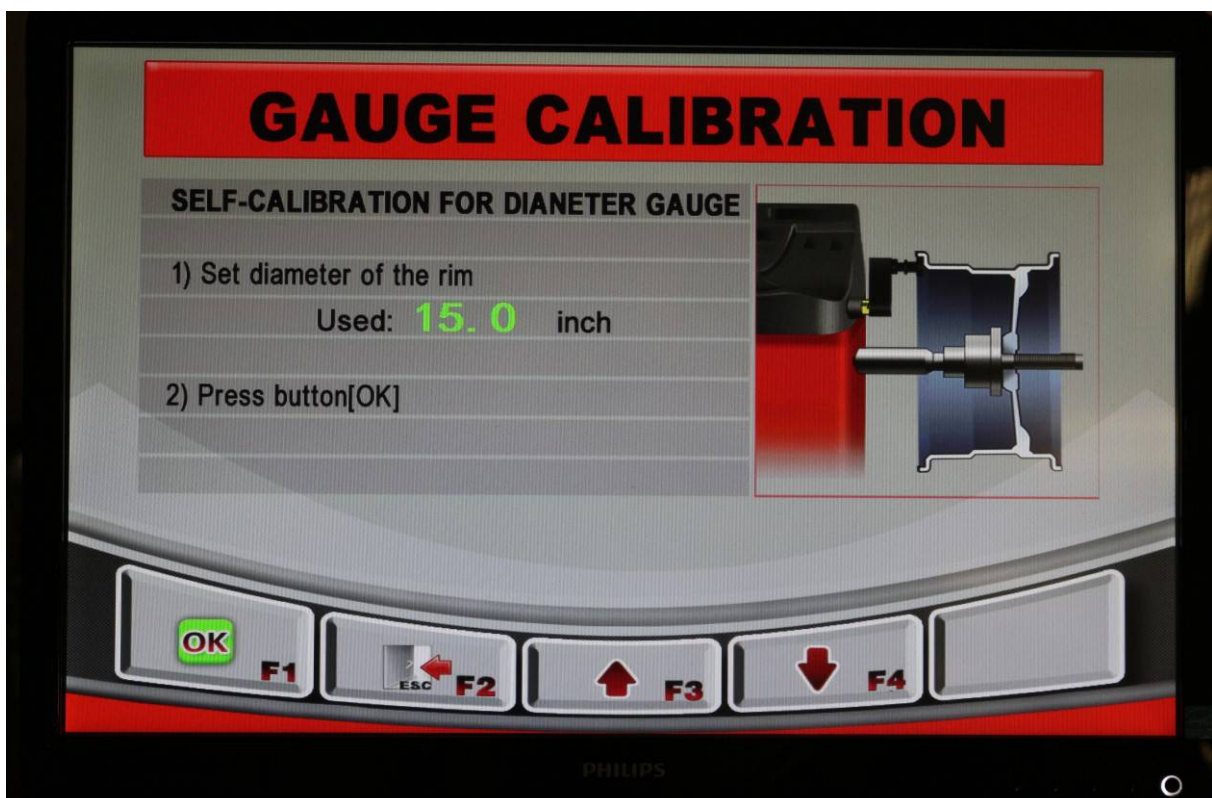 GAUGE CALIBRATION
SELF-CALIBRATION FOR DIANETER GAUGE
1) Set diameter of the rim
Used: 15. 0 inch
2) Press button[OK]
OK F1
ESC F2
F3
F4
PHILIPS